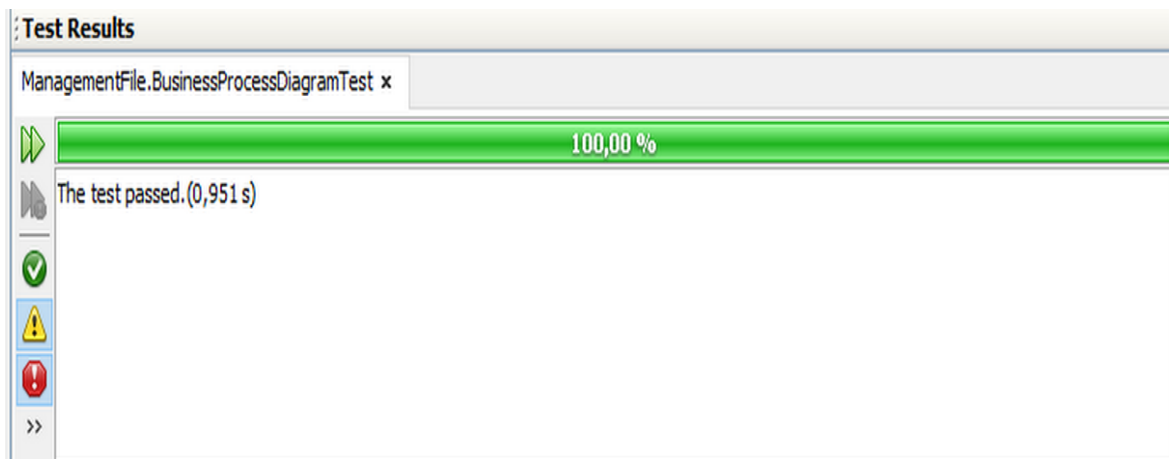 Test Results
ManagementFile.BusinessProcessDiagramTest x
100,00 %
The test passed.(0,951 s)
>>